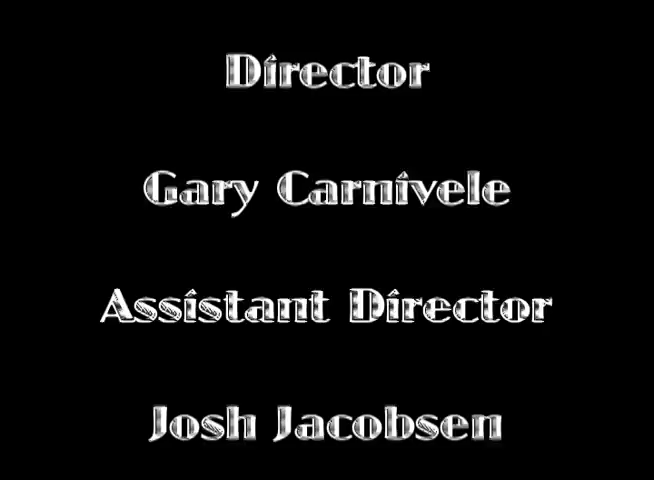 Director
Gary Carnivele
Assistant Director
Josh Jacobsen